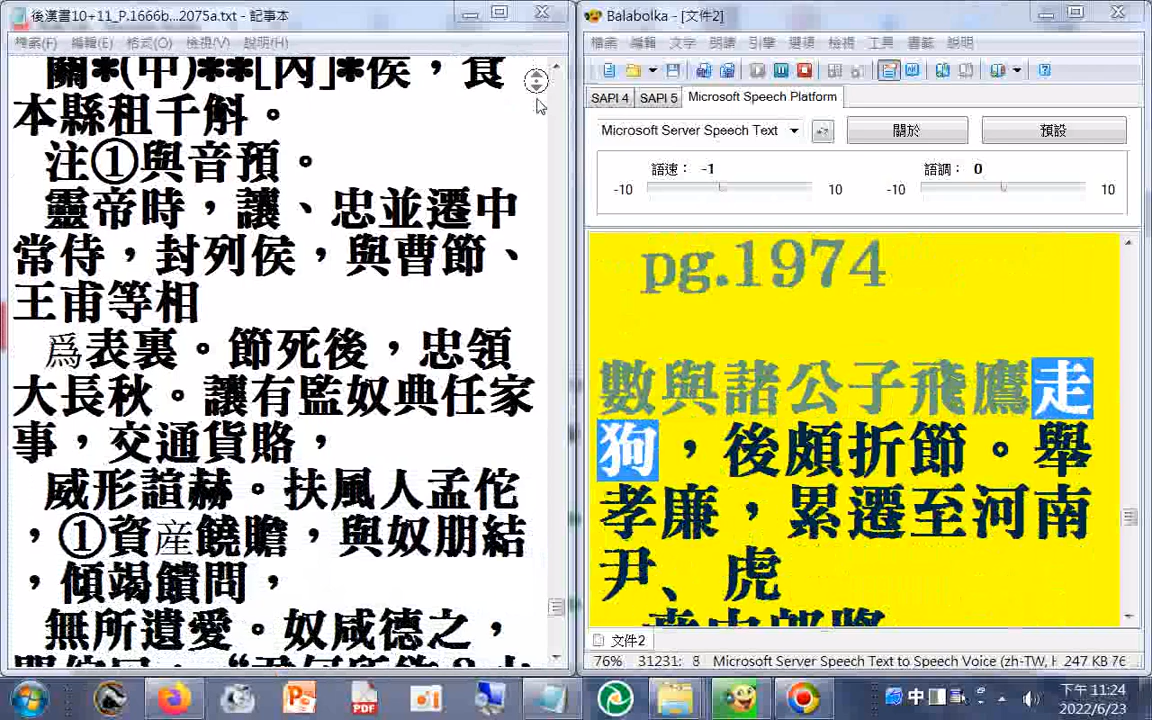 後漢書10+11_P.1666b...2075a.txt - 記事本
檔案(F) 編輯(E) 格式(O) 檢視(V) 說明(H)
關*(中)**[內]*侯，食
本縣租千斛。
注①與音預。
靈帝時，讓、忠並遷中
常侍，封列侯，與曹節、
王甫等相
爲表裏。節死後，忠領
大長秋。讓有監奴典任家
事，交通貨賂，
威形諠赫。扶風人孟佗
，①資産饒贍，與奴朋結
，傾竭饋問，
無所遺愛。奴咸德之，
Balabolka - [文件2]
檔案 編輯 文字 朗讀 引擎 選項 檢視 工具 書籤 說明
SAPI 4 SAPI 5 Microsoft Speech Platform
Microsoft Server Speech Text 關於 預設
語速： -1 語調： 0
-10 10 -10 10
pg.1974
數與諸公子飛鷹走
狗，後頗折節。舉
孝廉，累遷至河南
尹、虎
文件2
76% 31231: 8 Microsoft Server Speech Text to Speech Voice (zh-TW, H 247 KB 76
中
下午 11:24
2022/6/23